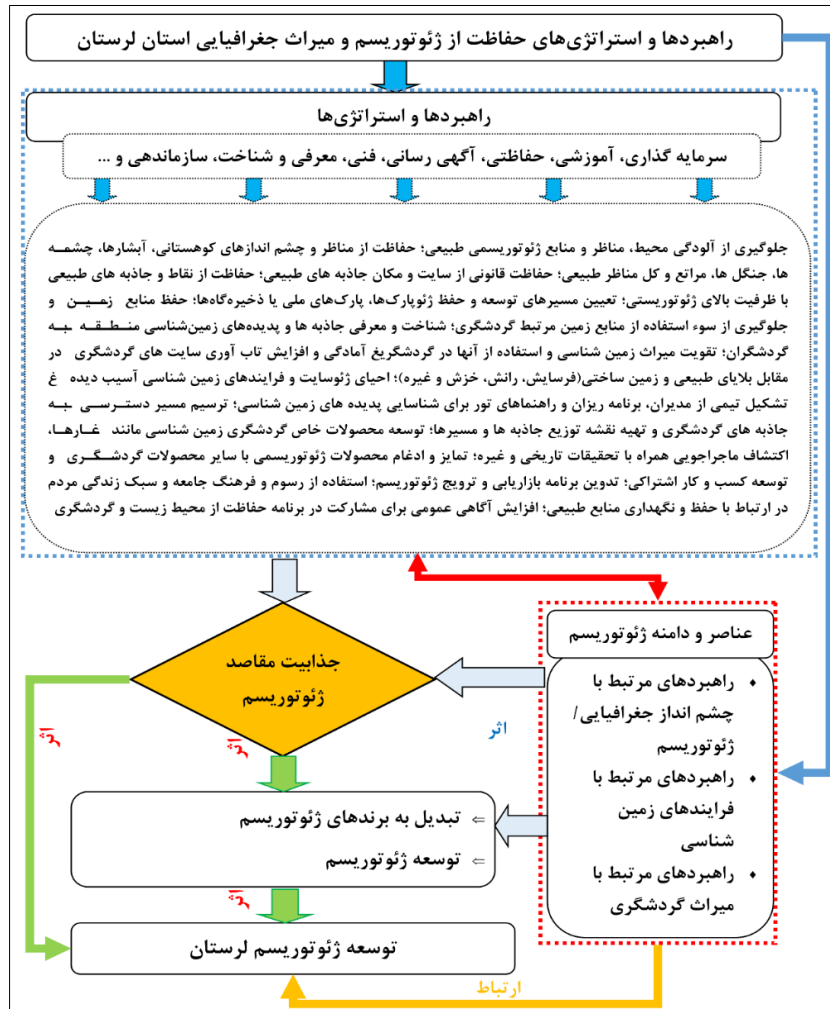 راهبردها و استراتژی‌های حفاظت از ژئوتوریسم و میراث جغرافیایی استان لرستان
راهبردها و استراتژی‌ها
سرمایه گذاری، آموزشی، حفاظتی، آگهی رسانی، فنی، معرفی و شناخت، سازماندهی و ...
جلوگیری از آلودگی محیط، مناظر و منابع ژئوتوریسمی طبیعی؛ حفاظت از مناظر و چشم اندازهای کوهستانی، آبشارها، چشمــه
ها، جنگل ها، مراتع و کل مناظر طبیعی؛ حفاظت قانونی از سایت و مکان جاذبه های طبیعی؛ حفاظت از نقاط و جاذبه های طبیعی
با ظرفیت بالای ژئوتوریستی؛ تعیین مسیرهای توسعه و حفظ ژئوپارک‌ها، پارک‌های ملی یا ذخیره‌گاه‌ها؛ حفظ منابع زمـیـن و
جلوگیری از سوء استفاده از منابع زمین مرتبط گردشگری؛ شناخت و معرفی جاذبه ها و پدیده‌های زمین‌شناسی منـطـقه بـه
گردشگران؛ تقویت میراث زمین شناسی و استفاده از آنها در گردشگریغ آمادگی و افزایش تاب آوری سایت های گردشگری در
مقابل بلایای طبیعی و زمین ساختی(فرسایش، رانش، خزش و غیره)؛ احیای ژئوسایت و فرایندهای زمین شناسی آسیب دیده غ
تشکیل تیمی از مدیران، برنامه ریزان و راهنماهای تور برای شناسایی پدیده های زمین شناسی؛ ترسیم مسیر دسـتـرسـی بـه
جاذبه های گردشگری و تهیه نقشه توزیع جاذبه ها و مسیرها؛ توسعه محصولات خاص گردشگری زمین شناسی مانند غـارهـا،
اکتشاف ماجراجویی همراه با تحقیقات تاریخی و غیره؛ تمایز و ادغام محصولات ژئوتوریسمی با سایر محصولات گردشـگـری و
توسعه کسب و کار اشتراکی؛ تدوین برنامه بازاریابی و ترویج ژئوتوریسم؛ استفاده از رسوم و فرهنگ جامعه و سبک زندگی مردم
در ارتباط با حفظ و نگهداری منابع طبیعی؛ افزایش آگاهی عمومی برای مشارکت در برنامه حفاظت از محیط زیست و گردشگری
عناصر و دامنه ژئوتوریسم
راهبردهای مرتبط با
چشم انداز جغرافیایی/
ژئوتوریسم
راهبردهای مرتبط با
فرایندهای زمین
شناسی
راهبردهای مرتبط با
میراث گردشگری
جذابیت مقاصد
ژئوتوریسم
اثر
اثر
اثر
تبدیل به برندهای ژئوتوریسم
توسعه ژئوتوریسم
اثر
توسعه ژئوتوریسم لرستان
ارتباط